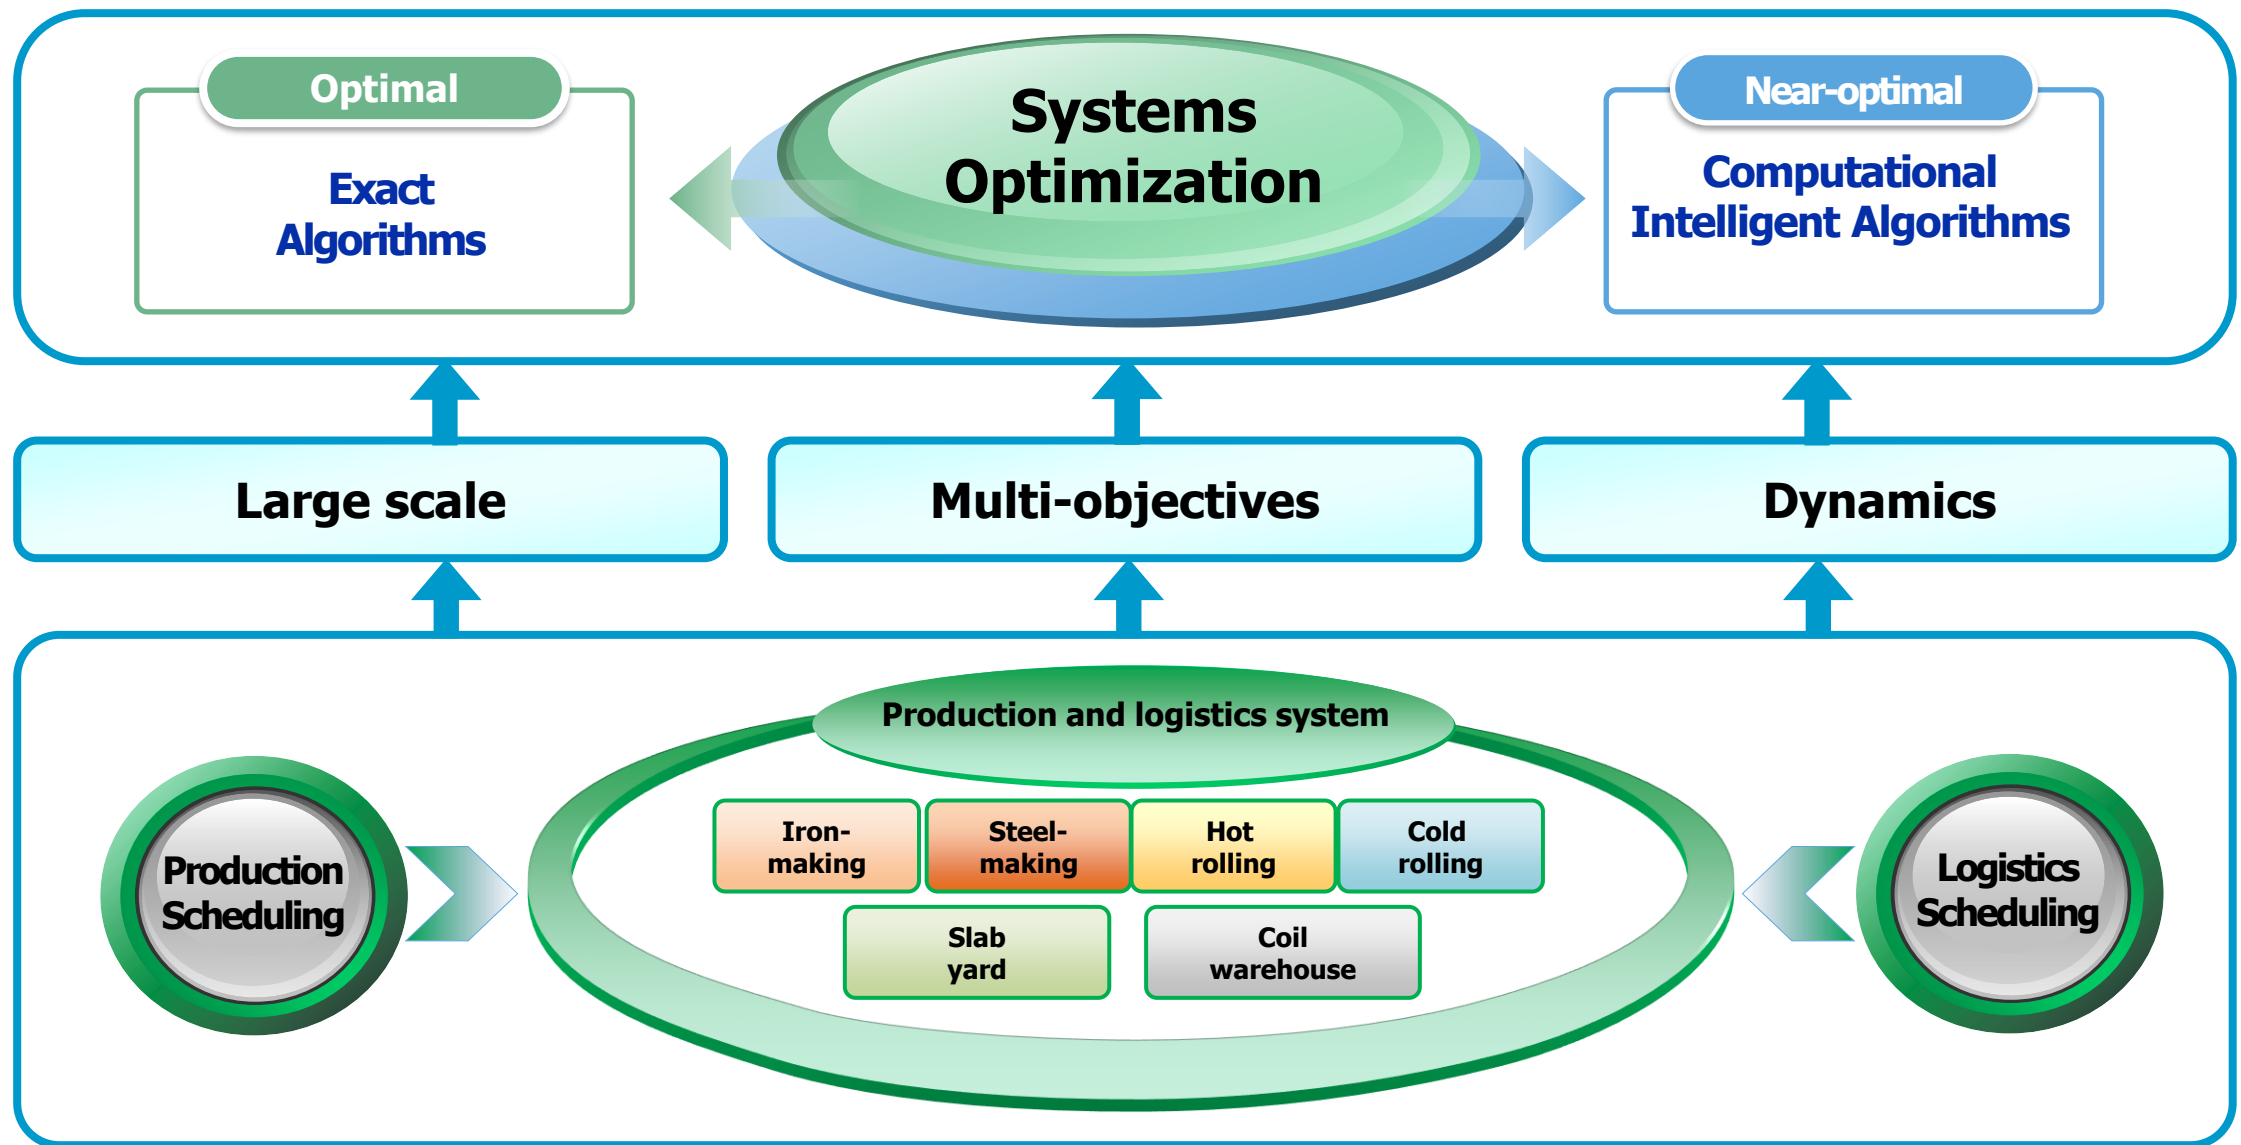 Optimal
Exact
Algorithms
Systems
Optimization
Near-optimal
Computational
Intelligent Algorithms
Large scale
Multi-objectives
Dynamics
Production and logistics system
Production
Scheduling
Iron-
making
Steel-
making
Hot
rolling
Cold
rolling
Slab
yard
Coil
warehouse
Logistics
Scheduling